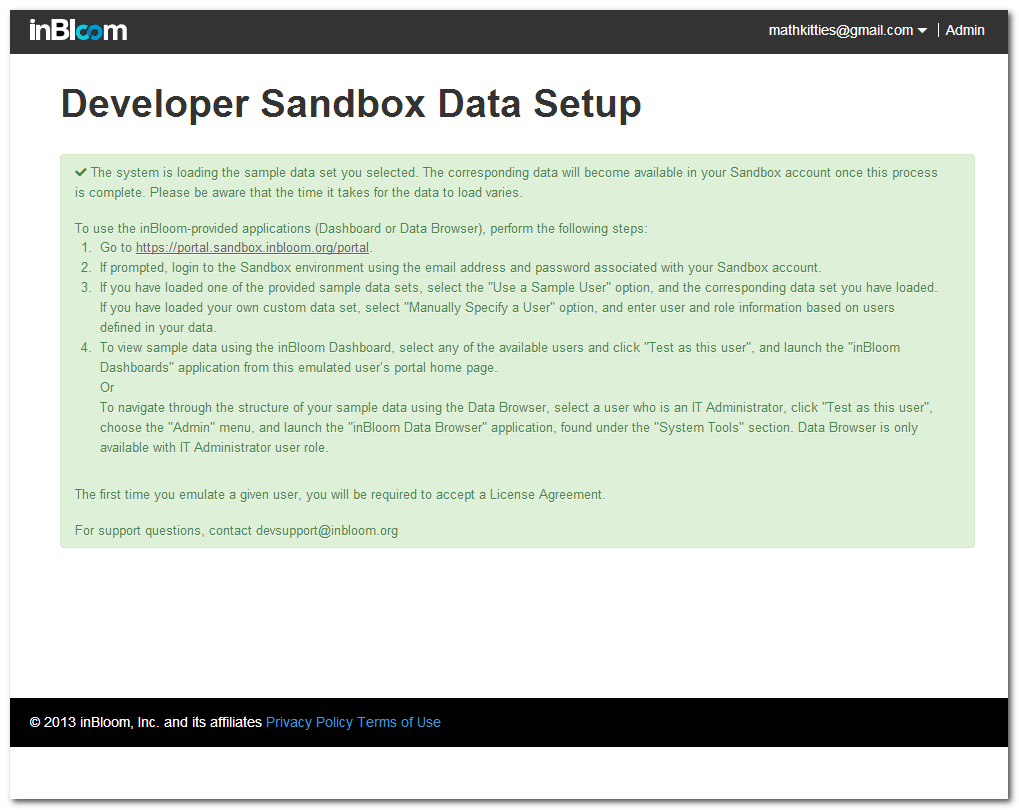 inBloom
mathkitties@gmail.com | Admin
Developer Sandbox Data Setup
The system is loading the sample data set you selected. The corresponding data will become available in your Sandbox account once this process
is complete. Please be aware that the time it takes for the data to load varies.
To use the inBloom-provided applications (Dashboard or Data Browser), perform the following steps:
1. Go to https://portal.sandbox.inbloom.org/portal.
2. If prompted, login to the Sandbox environment using the email address and password associated with your Sandbox account.
3. If you have loaded one of the provided sample data sets, select the "Use a Sample User" option, and the corresponding data set you have loaded.
If you have loaded your own custom data set, select "Manually Specify a User" option, and enter user and role information based on users
defined in your data.
4. To view sample data using the inBloom Dashboard, select any of the available users and click "Test as this user", and launch the "inBloom
Dashboards" application from this emulated user's portal home page.
Or
To navigate through the structure of your sample data using the Data Browser, select a user who is an IT Administrator, click "Test as this user",
choose the "Admin" menu, and launch the "inBloom Data Browser" application, found under the "System Tools" section. Data Browser is only
available with IT Administrator user role.
The first time you emulate a given user, you will be required to accept a License Agreement.
For support questions, contact devsupport@inbloom.org
© 2013 inBloom, Inc. and its affiliates Privacy Policy Terms of Use